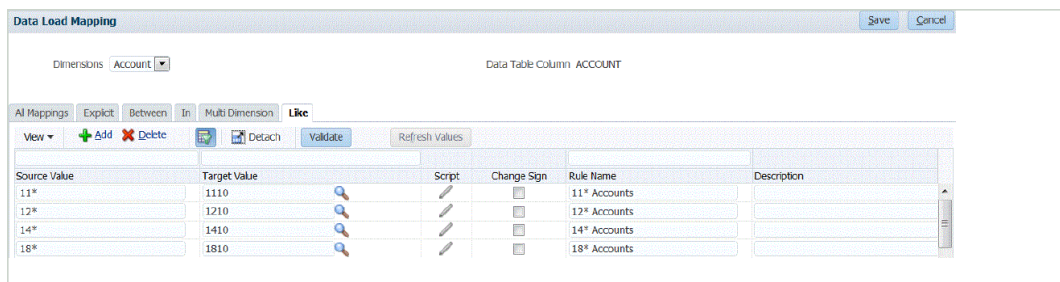 Data Load Mapping Save Cancel
Dimensions Account Data Table Column ACCOUNT
All Mappings Explicit Between In Multi Dimension Like
View Add Delete Detach Validate Refresh Values
Source Value Target Value Script Change Sign Rule Name Description
11* 1110 11* Accounts
12* 1210 12* Accounts
14* 1410 14* Accounts
18* 1810 18* Accounts